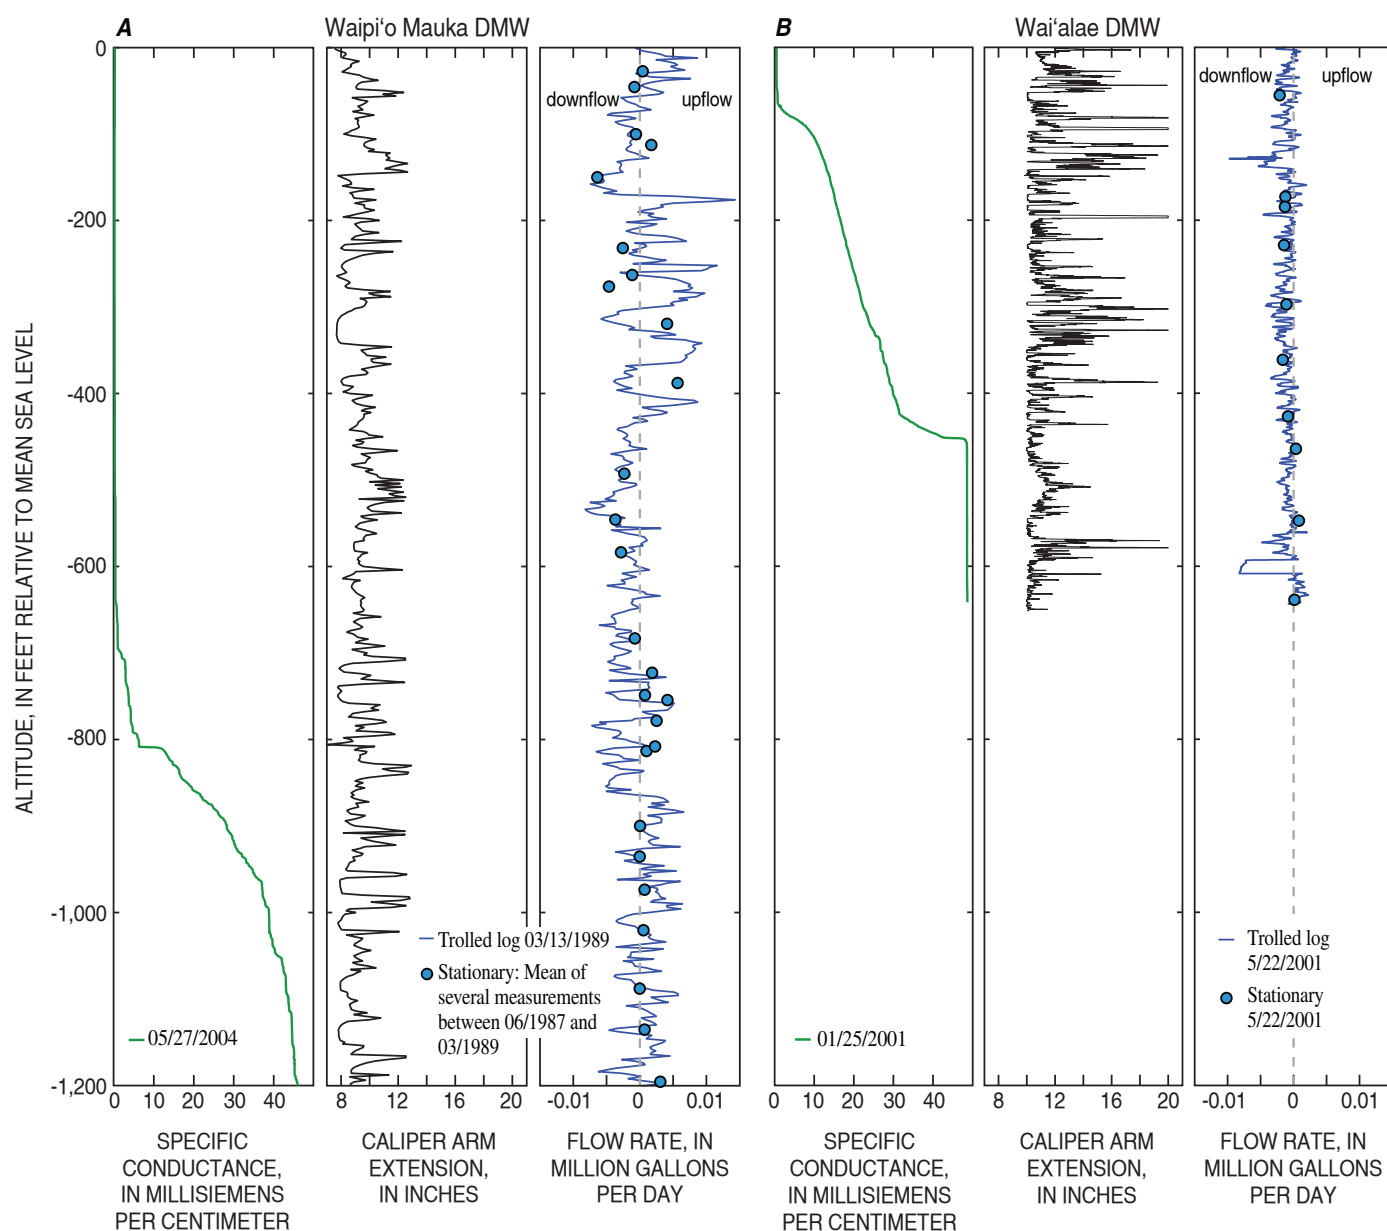 A
Waipiʻo Mauka DMW
B
Waiʻalae DMW
0
-200
-400
-600
-800
-1,000
-1,200
ALTITUDE, IN FEET RELATIVE TO MEAN SEA LEVEL
downflow
upflow
downflow
upflow
05/27/2004
Trolled log 03/13/1989
Stationary: Mean of
several measurements
between 06/1987 and
03/1989
01/25/2001
Trolled log
5/22/2001
Stationary
5/22/2001
0 10 20 30 40
8 12 16 20
-0.01 0 0.01
0 10 20 30 40
8 12 16 20
-0.01 0 0.01
SPECIFIC
CONDUCTANCE,
IN MILLISIEMENS
PER CENTIMETER
CALIPER ARM
EXTENSION,
IN INCHES
FLOW RATE, IN
MILLION GALLONS
PER DAY
SPECIFIC
CONDUCTANCE,
IN MILLISIEMENS
PER CENTIMETER
CALIPER ARM
EXTENSION,
IN INCHES
FLOW RATE, IN
MILLION GALLONS
PER DAY